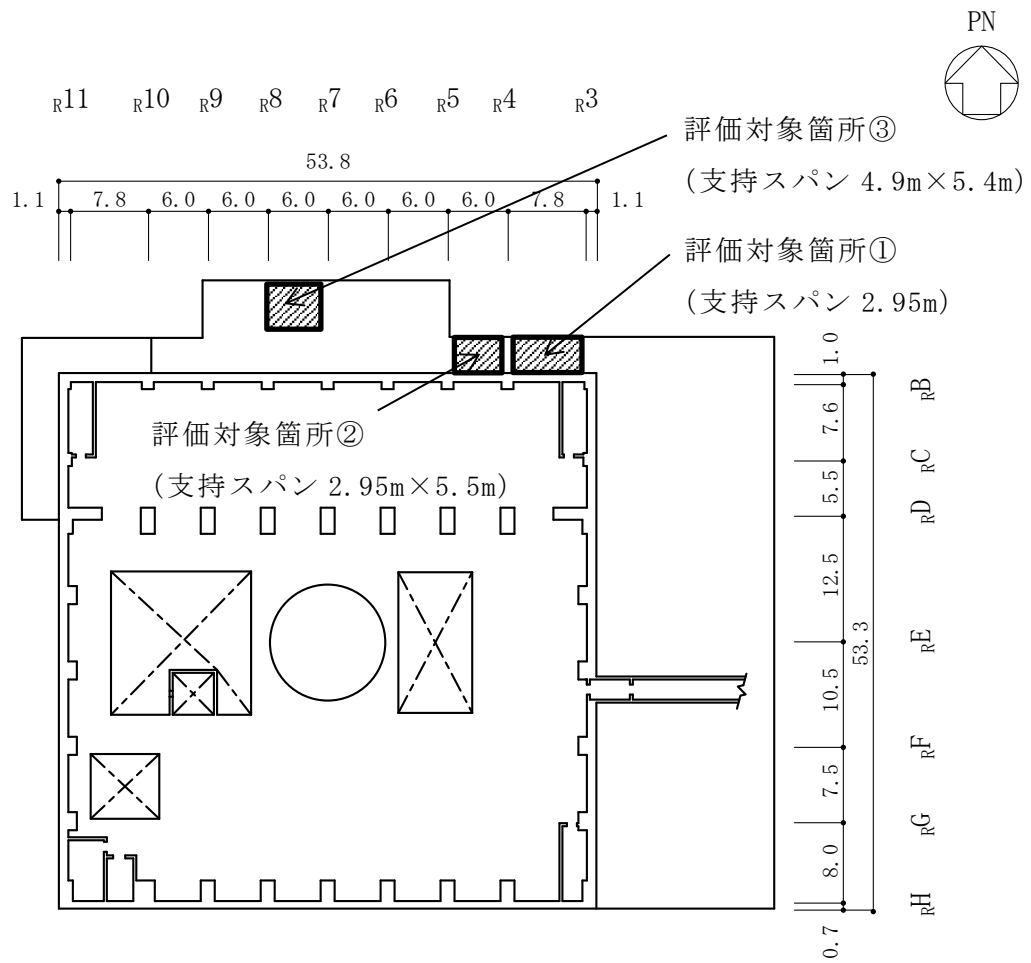 PN
R11 R10 R9 R8 R7 R6 R5 R4 R3
評価対象箇所③
(支持スパン 4.9m×5.4m)
53.8
1.1 7.8 6.0 6.0 6.0 6.0 6.0 6.0 7.8 1.1
評価対象箇所①
(支持スパン 2.95m)
評価対象箇所②
(支持スパン 2.95m×5.5m)
1.0
7.6
5.5
12.5
10.5
7.5
8.0
0.7
53.3
RB
RC
RD
RE
RF
RG
RH